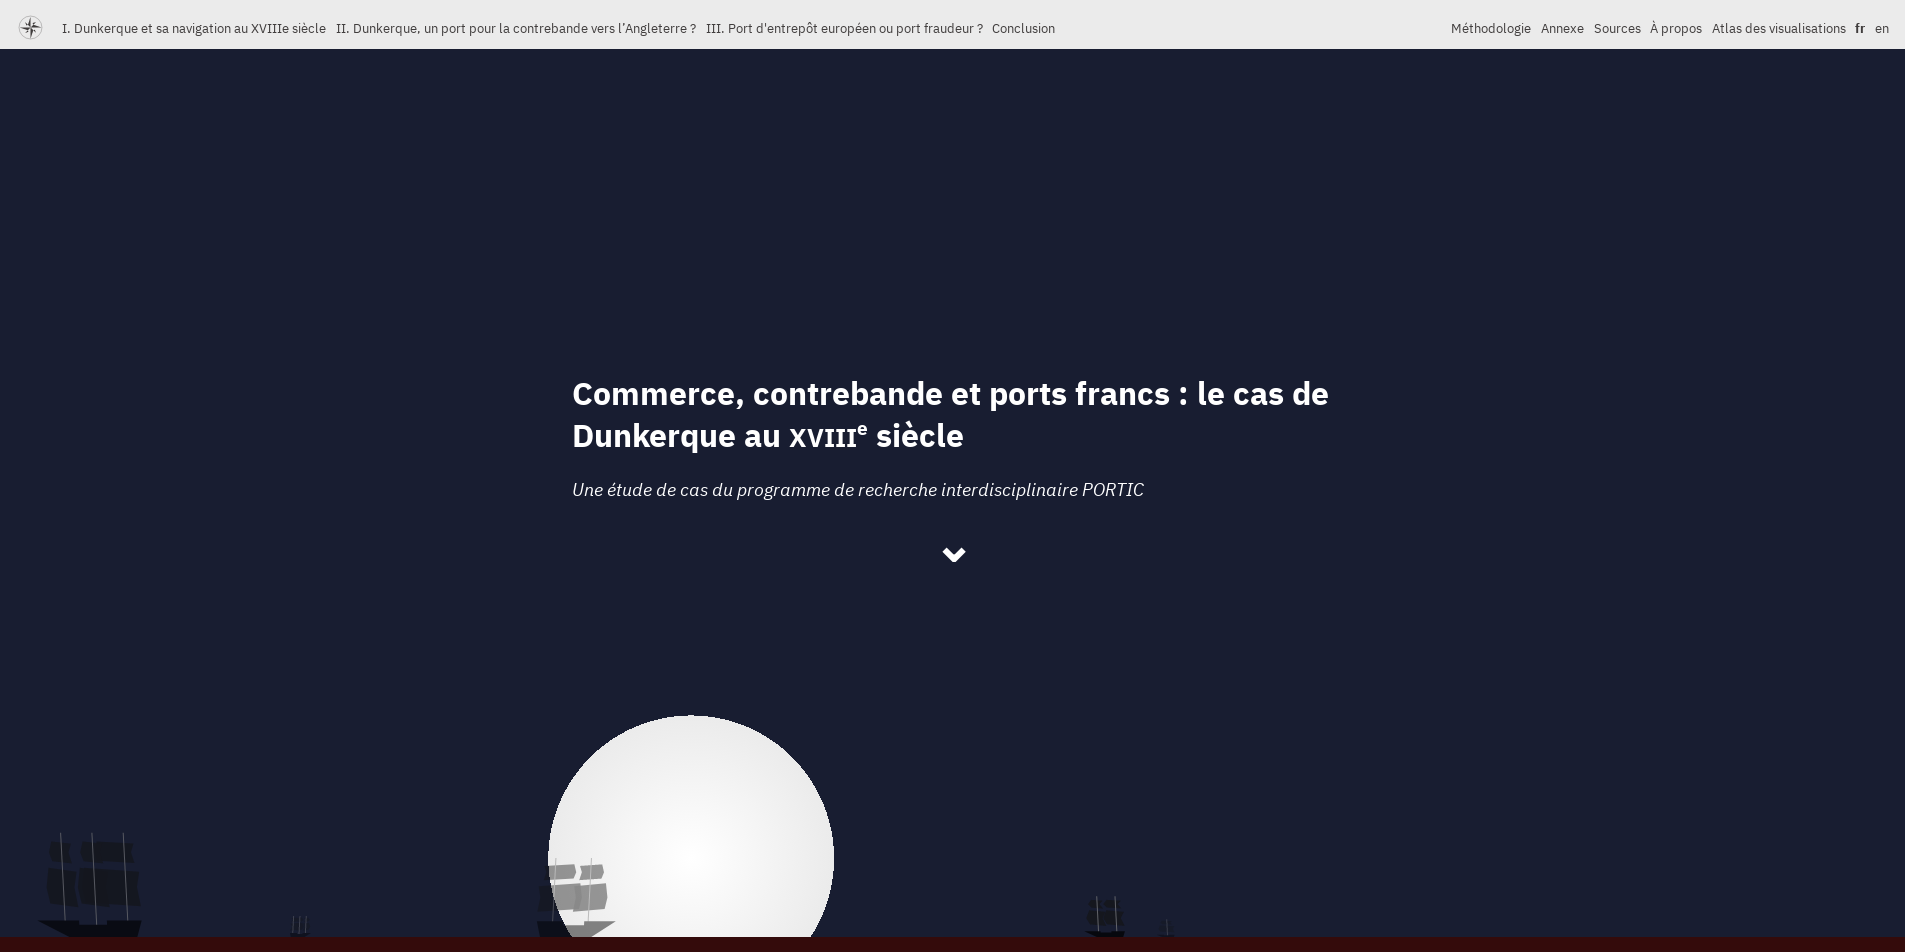 I. Dunkerque et sa navigation au XVIIIe siècle II. Dunkerque, un port pour la contrebande vers l’Angleterre ? III. Port d'entrepôt européen ou port fraudeur ? Conclusion Méthodologie Annexe Sources À propos Atlas des visualisations fr en
Commerce, contrebande et ports francs : le cas de
Dunkerque au XVIIIe siècle
Une étude de cas du programme de recherche interdisciplinaire PORTIC